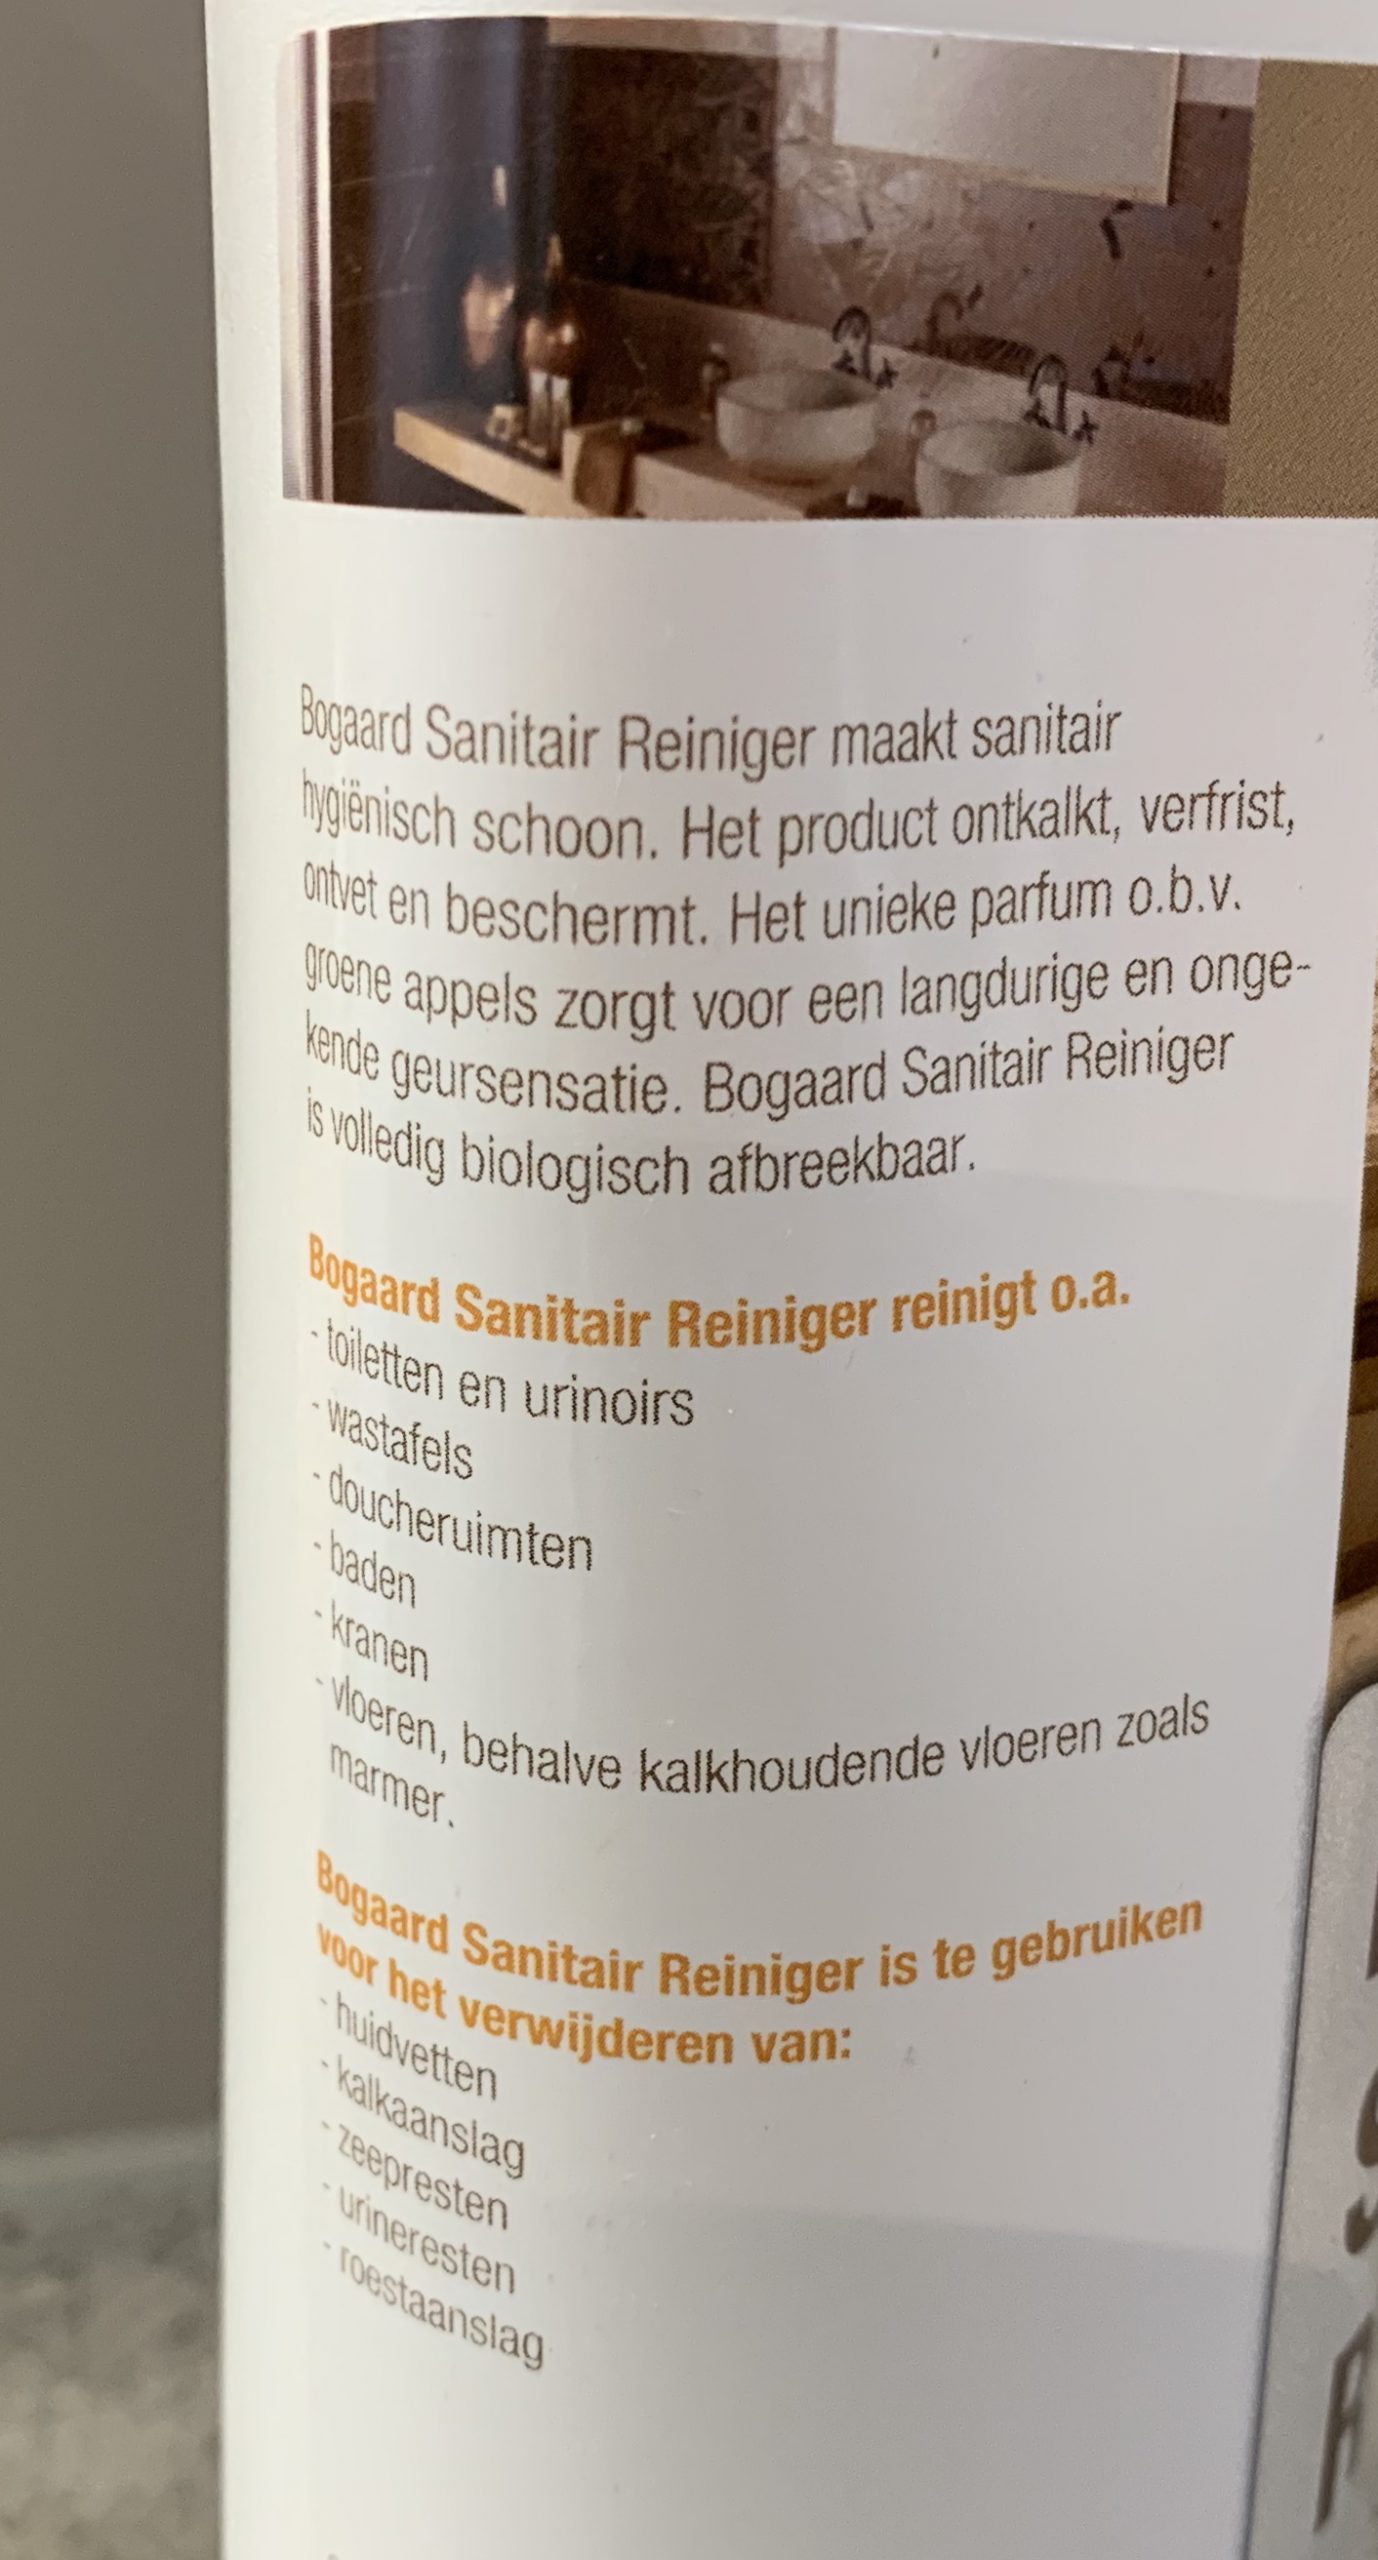 Bogaard Sanitair Reiniger maakt sanitair
hygiënisch schoon. Het product ontkalkt, verfrist,
ontvet en beschermt. Het unieke parfum o.b.v.
groene appels zorgt voor een langdurige en onge-
kende geursensatie. Bogaard Sanitair Reiniger
is volledig biologisch afbreekbaar.
Bogaard Sanitair Reiniger reinigt o.a.
- toiletten en urinoirs
- wastafels
- doucheruimten
- baden
- kranen
- vloeren, behalve kalkhoudende vloeren zoals
marmer.
Bogaard Sanitair Reiniger is te gebruiken
voor het verwijderen van:
- huidvetten
- kalkaanslag
- zeepresten
- urineresten
- roestaanslag